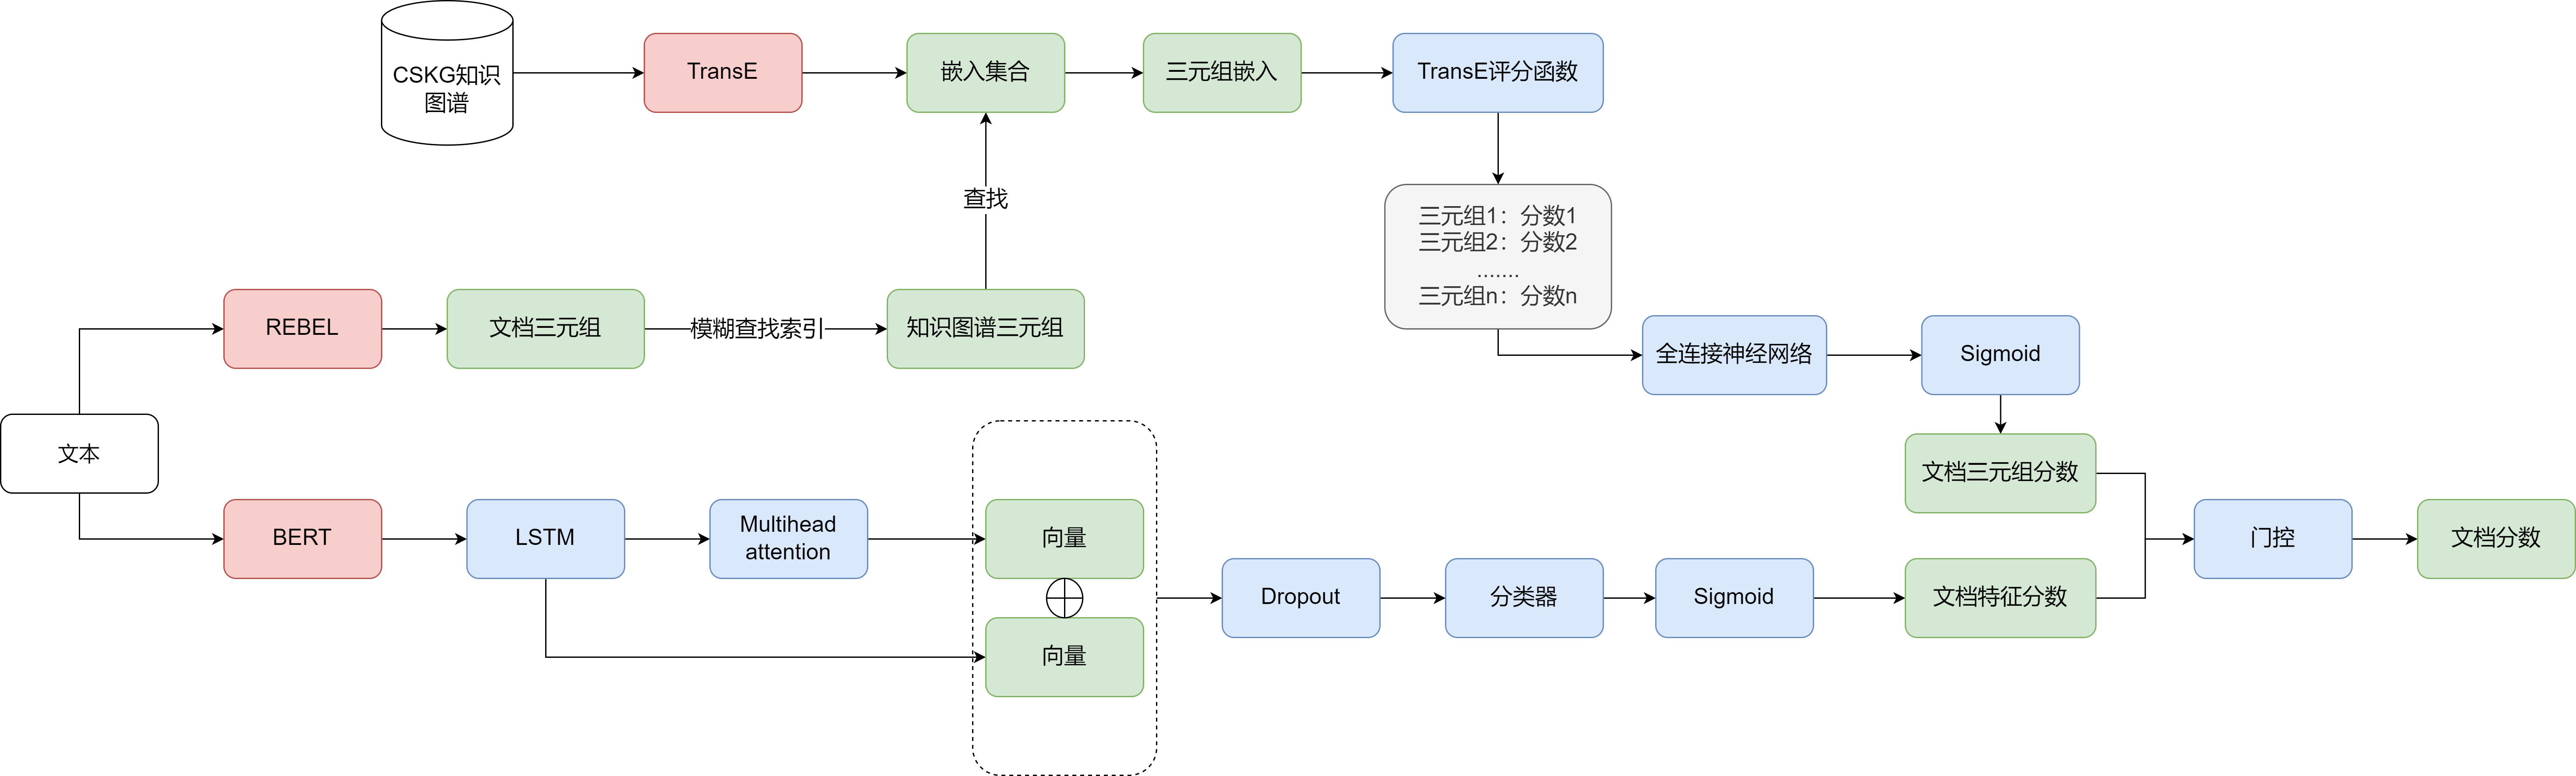 CSKG知识
图谱
TransE
嵌入集合
三元组嵌入
TransE评分函数
查找
三元组1：分数1
三元组2：分数2
.......
三元组n：分数n
REBEL
文档三元组
模糊查找索引
知识图谱三元组
全连接神经网络
Sigmoid
文本
文档三元组分数
BERT
LSTM
Multihead
attention
向量
门控
文档分数
Dropout
分类器
Sigmoid
文档特征分数
向量